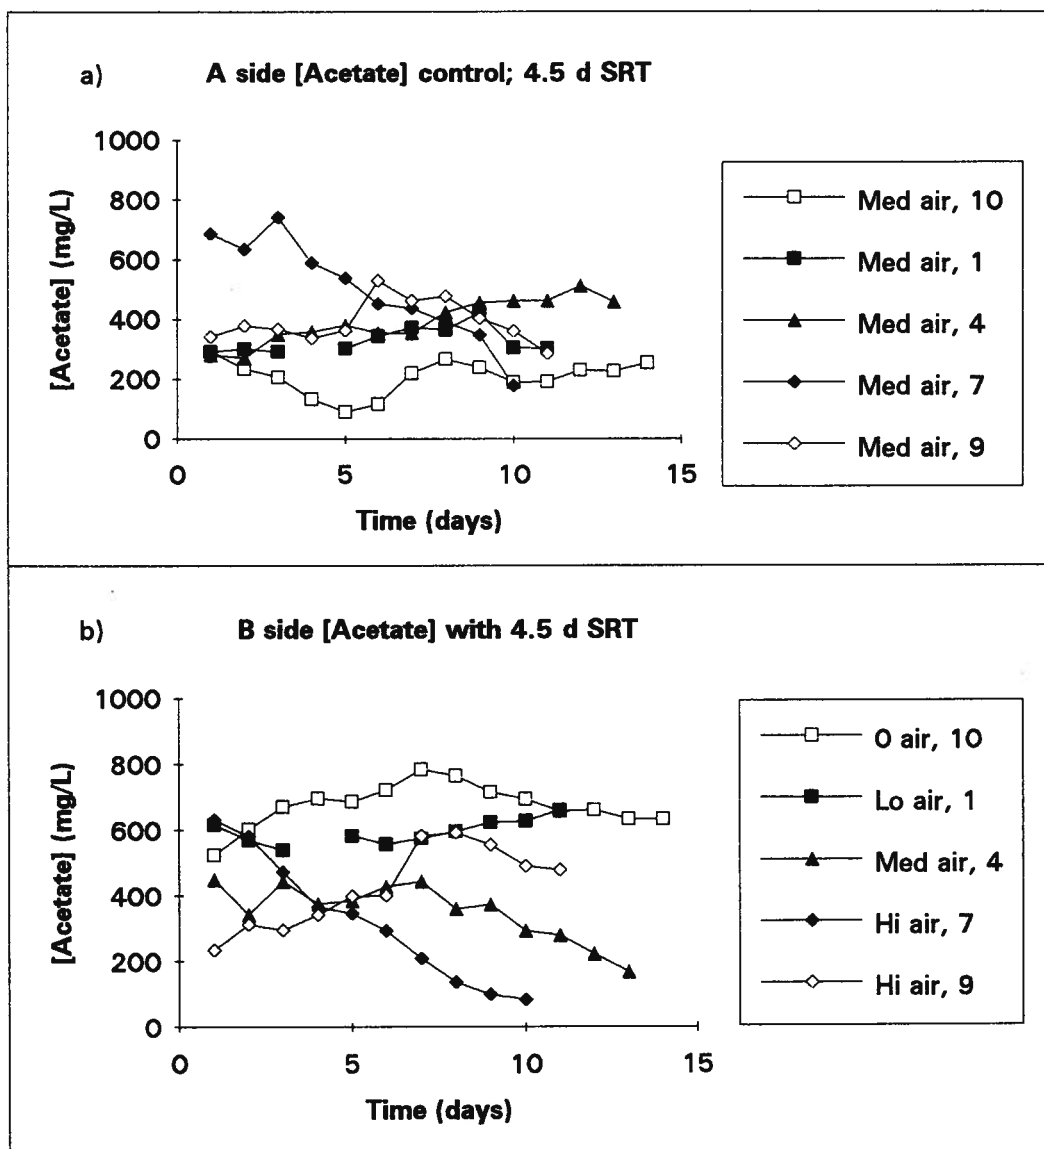 a) A side [Acetate] control; 4.5 d SRT
1000
800
600
400
200
0
[Acetate] (mg/L)
0 5 10 15
Time (days)
Med air, 10
Med air, 1
Med air, 4
Med air, 7
Med air, 9
b) B side [Acetate] with 4.5 d SRT
1000
800
600
400
200
0
[Acetate] (mg/L)
0 5 10 15
Time (days)
0 air, 10
Lo air, 1
Med air, 4
Hi air, 7
Hi air, 9